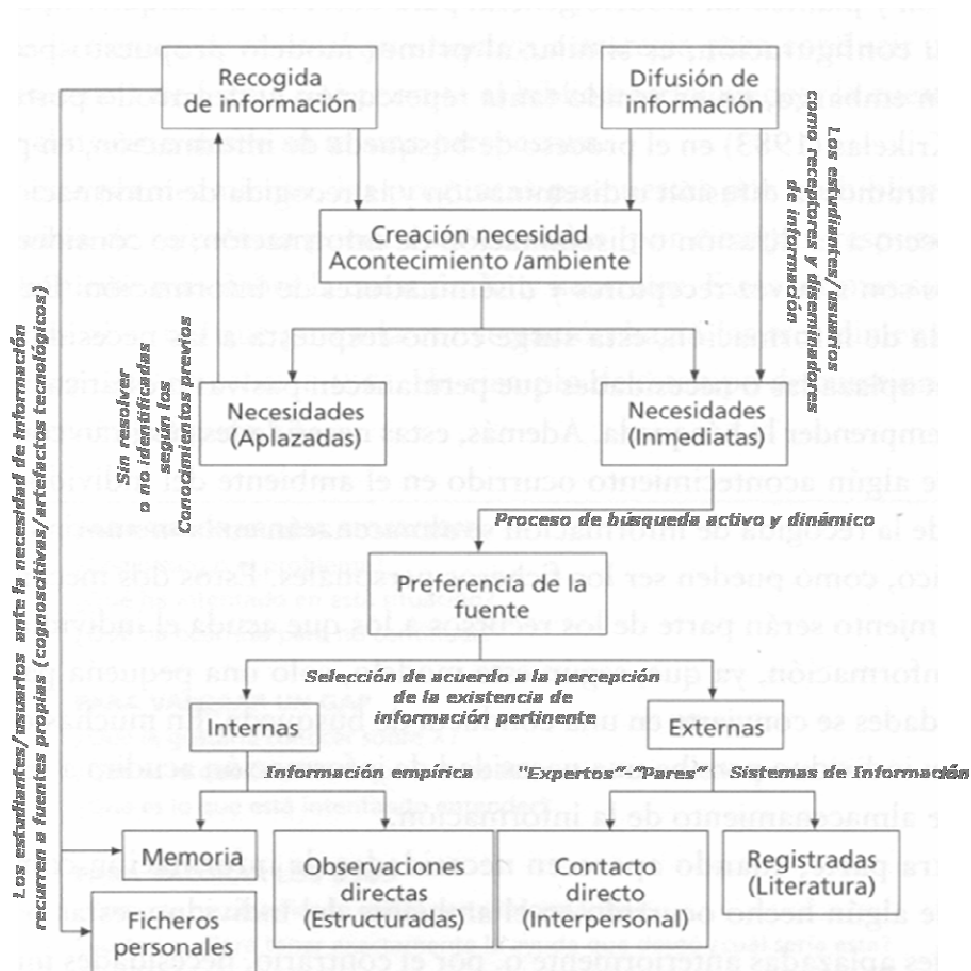 Recogida
de información
Difusión de
información
Los estudiantes/usuarios
como receptores y diseminadores
de información
Creación necesidad
Acontecimiento /ambiente
Los estudiantes/usuarios ante la necesidad de información
recurren a fuentes propias (cognositivas/artefactos tecnológicos)
Sin resolver
o no identificadas
según los
Conocimientos previos
Necesidades
(Aplazadas)
Necesidades
(Inmediatas)
Proceso de búsqueda activo y dinámico
Preferencia de la
fuente
Selección de acuerdo a la percepción
de la existencia de
información pertinente
Internas
Externas
Información empírica
"Expertos" "Pares"
Sistemas de Información
Memoria
Ficheros
personales
Observaciones
directas
(Estructuradas)
Contacto
directo
(Interpersonal)
Registradas
(Literatura)